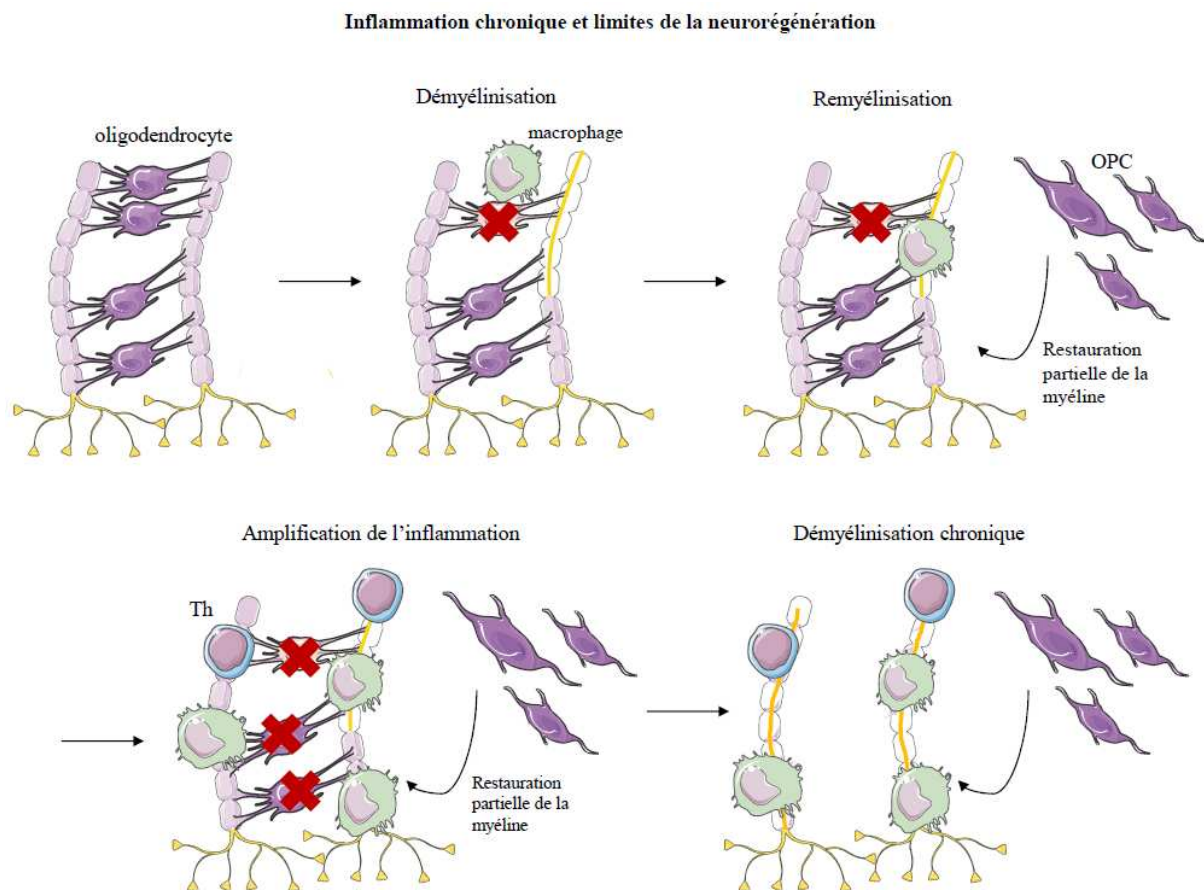 Inflammation chronique et limites de la neurorégénération
Démyélinisation
Remyélinisation
oligodendrocyte
macrophage
OPC
Restauration
partielle de la
myéline
Amplification de l'inflammation
Démyélinisation chronique
Th
Restauration
partielle de la
myéline